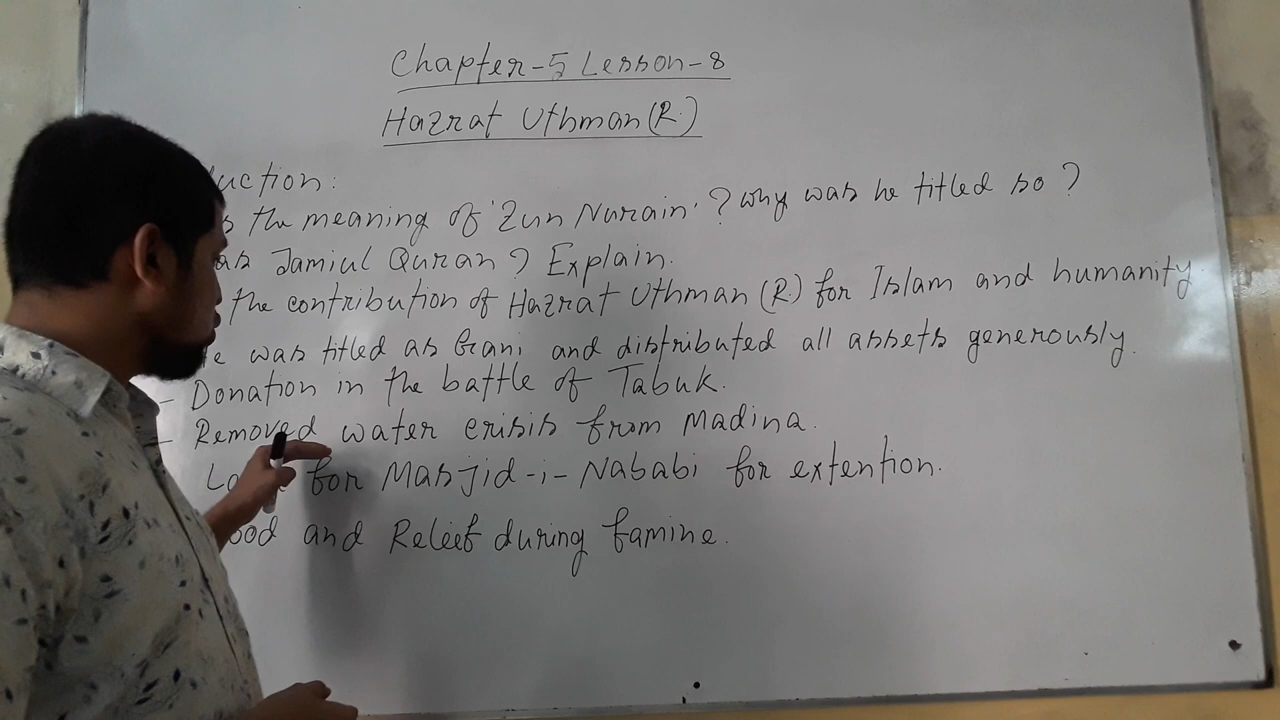 Chapter-5 Lesson-8
Hazrat Uthman (R.)
uction:
the meaning of 'Zun Nurain'? why was he titled so?
Jamiul Quran? Explain.
the contribution of Hazrat Uthman (R.) for Islam and humanity
He was titled as Gani and distributed all assets generously.
- Donation in the battle of Tabuk.
- Removed water crisis from Madina.
for Masjid-i-Nababi for extention.
ood and Releif during famine.